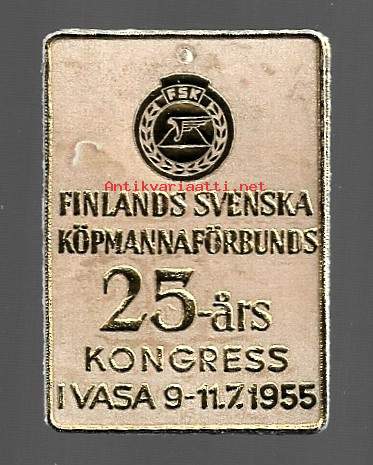 FSK
Antikvariaatti.net
FINLANDS SVENSKA
KÖPMANNAFÖRBUNDS
25-års
KONGRESS
I VASA 9-11.7.1955